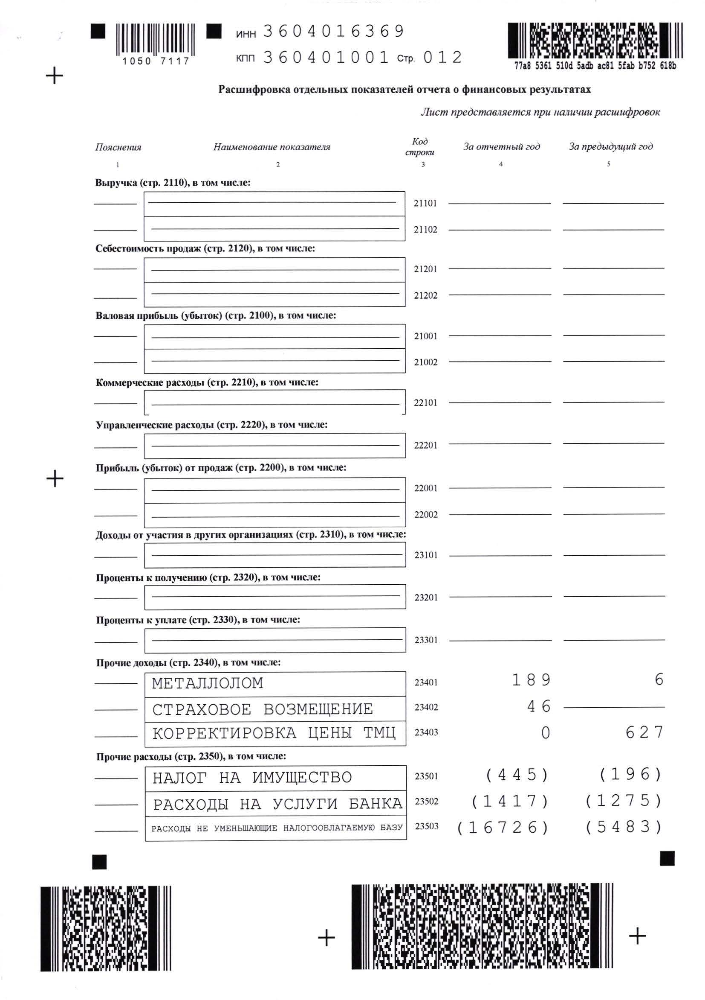 ИНН 3604016369
1050 7117
КПП 360401001 Стр. 012
77a8 5361 510d 5adb ac81 5fab b752 618b
Расшифровка отдельных показателей отчета о финансовых результатах
Лист представляется при наличии расшифровок
Пояснения Наименование показателя Код строки За отчетный год За предыдущий год
1 2 3 4 5
Выручка (стр. 2110), в том числе:
21101
21102
Себестоимость продаж (стр. 2120), в том числе:
21201
21202
Валовая прибыль (убыток) (стр. 2100), в том числе:
21001
21002
Коммерческие расходы (стр. 2210), в том числе:
22101
Управленческие расходы (стр. 2220), в том числе:
22201
Прибыль (убыток) от продаж (стр. 2200), в том числе:
22001
22002
Доходы от участия в других организациях (стр. 2310), в том числе:
23101
Проценты к получению (стр. 2320), в том числе:
23201
Проценты к уплате (стр. 2330), в том числе:
23301
Прочие доходы (стр. 2340), в том числе:
МЕТАЛЛОЛОМ 23401 189 6
СТРАХОВОЕ ВОЗМЕЩЕНИЕ 23402 46
КОРРЕКТИРОВКА ЦЕНЫ ТМЦ 23403 0 627
Прочие расходы (стр. 2350), в том числе:
НАЛОГ НА ИМУЩЕСТВО 23501 (445) (196)
РАСХОДЫ НА УСЛУГИ БАНКА 23502 (1417) (1275)
РАСХОДЫ НЕ УМЕНЬШАЮЩИЕ НАЛОГООБЛАГАЕМУЮ БАЗУ 23503 (16726) (5483)